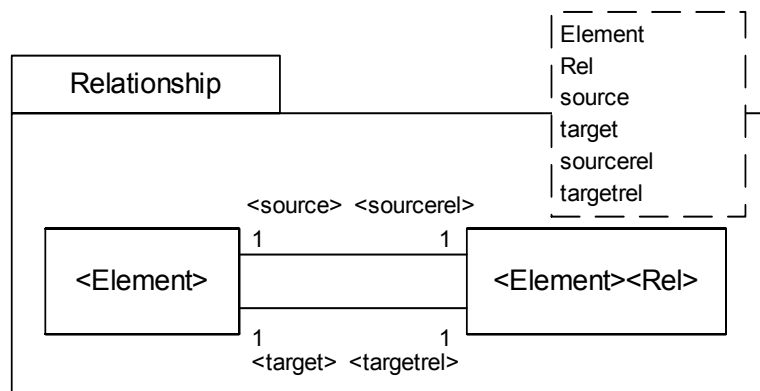 Element
Rel
source
target
sourcerel
targetrel
Relationship
<source> <sourcerel>
1 1
<Element> <Element><Rel>
1 1
<target> <targetrel>